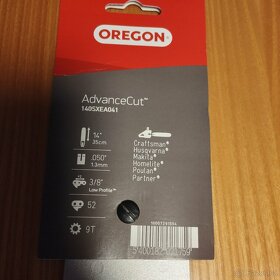 OREGON
AdvanceCut™
140SXEA041
14"
35cm
.050"
1.3mm
3/8"
Low Profile™
52
9T
Craftsman®
Husqvarna®
Makita®
Homelite®
Poulan®
Partner®